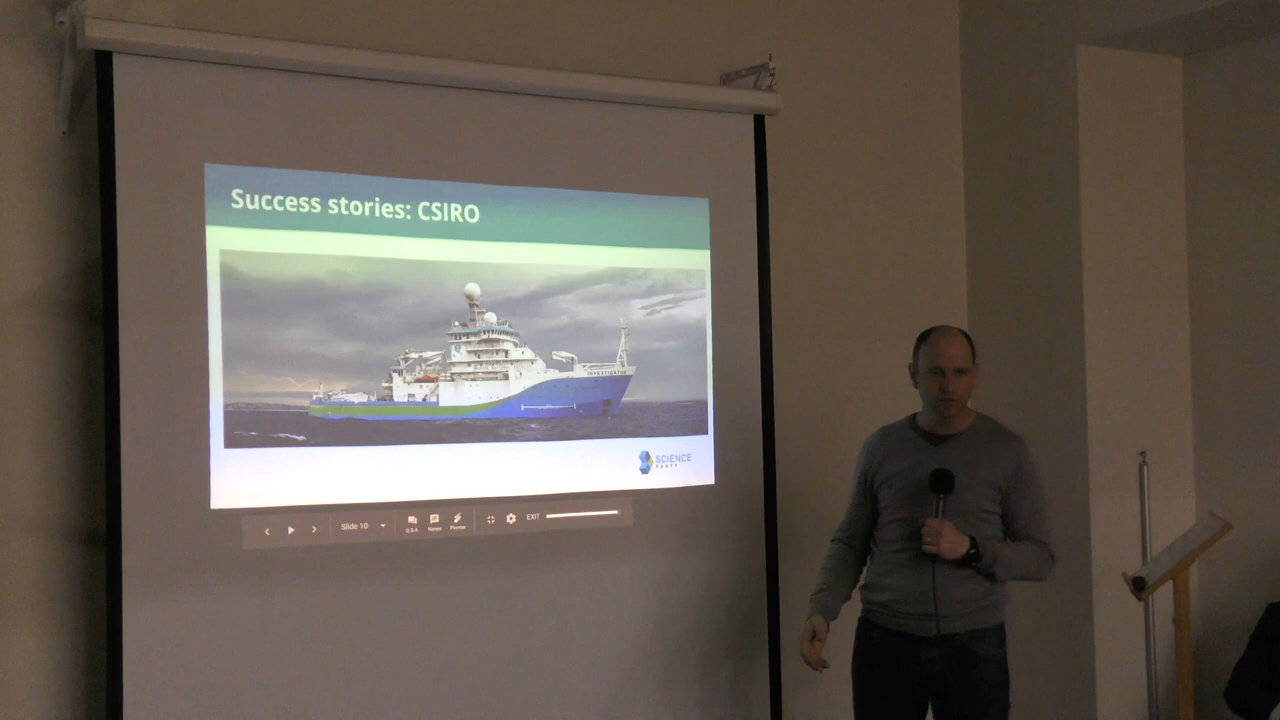 Success stories: CSIRO
INVESTIGATOR
SCIENCE
PARTY
Slide 10
Q&A
Notes
Pointer
EXIT